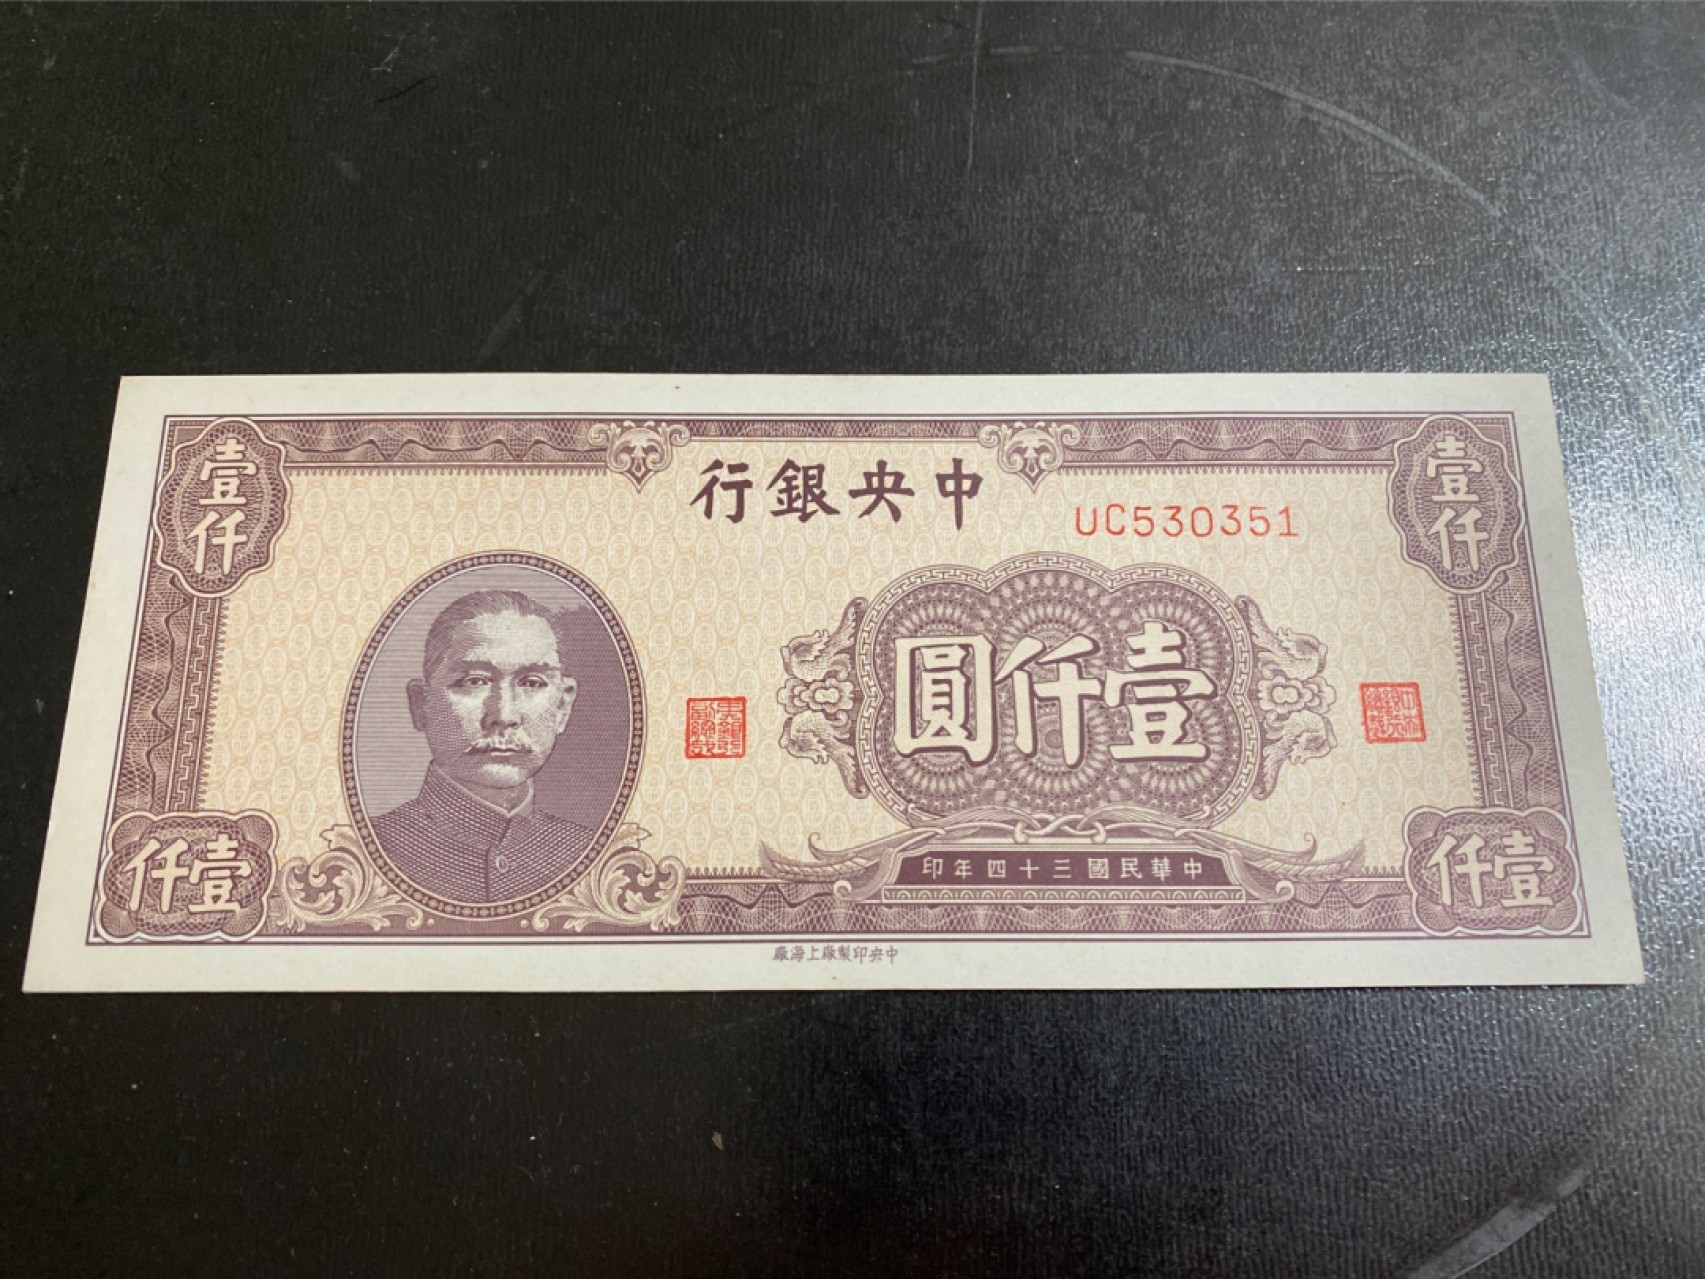 中央銀行
UC530351
壹仟
壹仟
壹仟圓
中華民國三十四年印
壹仟
壹仟
中央印製廠上海廠